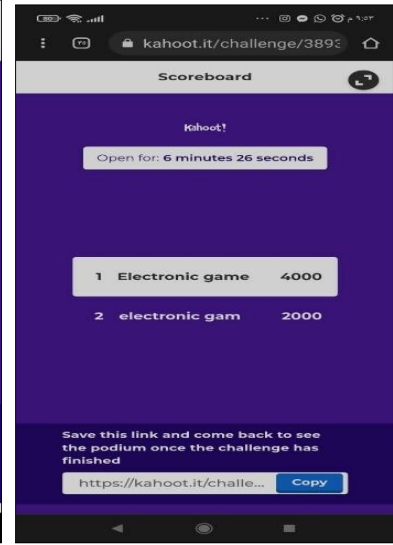 م ٩:٥٣
kahoot.it/challenge/3893
Scoreboard
Kahoot!
Open for: 6 minutes 26 seconds
1 Electronic game 4000
2 electronic gam 2000
Save this link and come back to see
the podium once the challenge has
finished
https://kahoot.it/challe... Copy